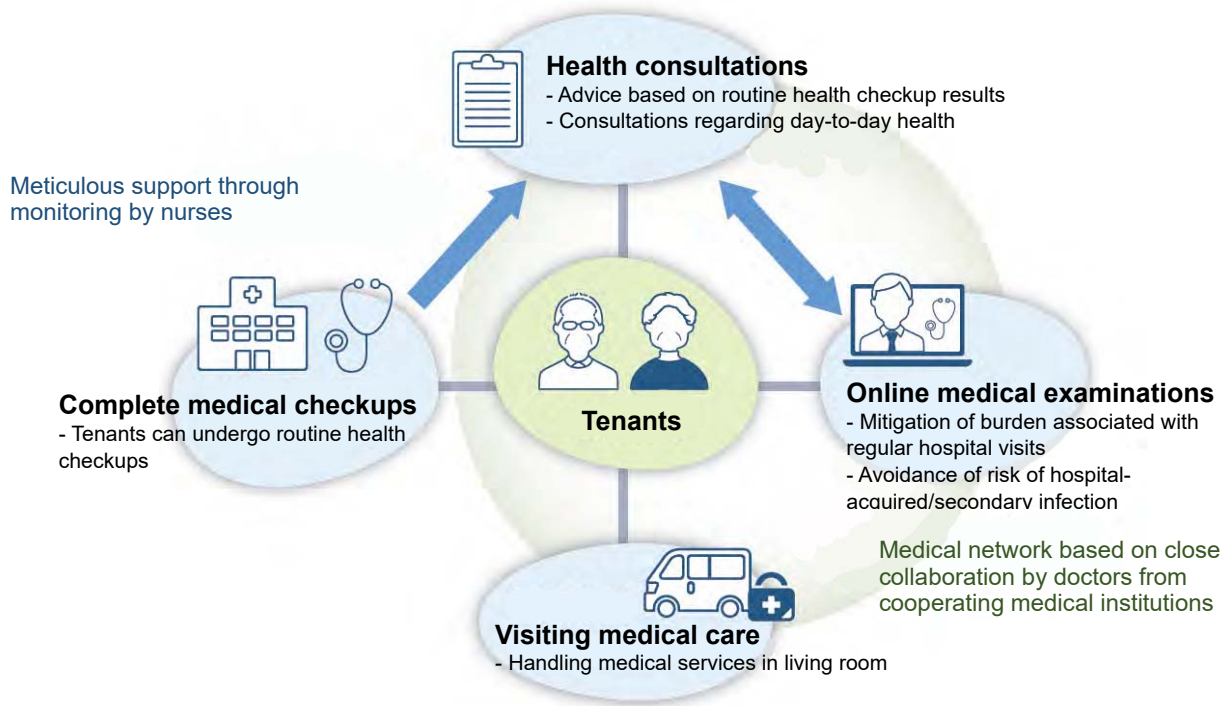 Health consultations
- Advice based on routine health checkup results
- Consultations regarding day-to-day health
Meticulous support through
monitoring by nurses
Complete medical checkups
- Tenants can undergo routine health
checkups
Tenants
Online medical examinations
- Mitigation of burden associated with
regular hospital visits
- Avoidance of risk of hospital-
acquired/secondary infection
Medical network based on close
collaboration by doctors from
cooperating medical institutions
Visiting medical care
- Handling medical services in living room